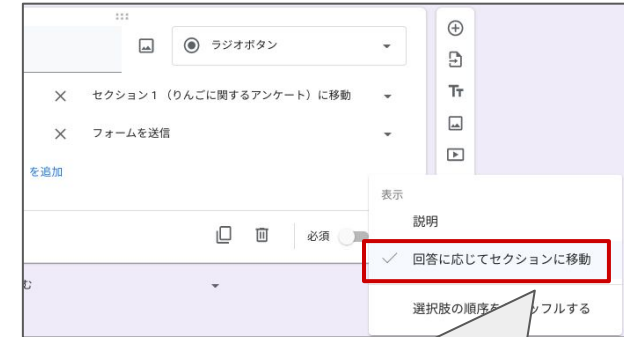 ラジオボタン
セクション 1 （りんごに関するアンケート）に移動
フォームを送信
を追加
必須
む
Tт
表示
説明
回答に応じてセクションに移動
選択肢の順序を ッフルする